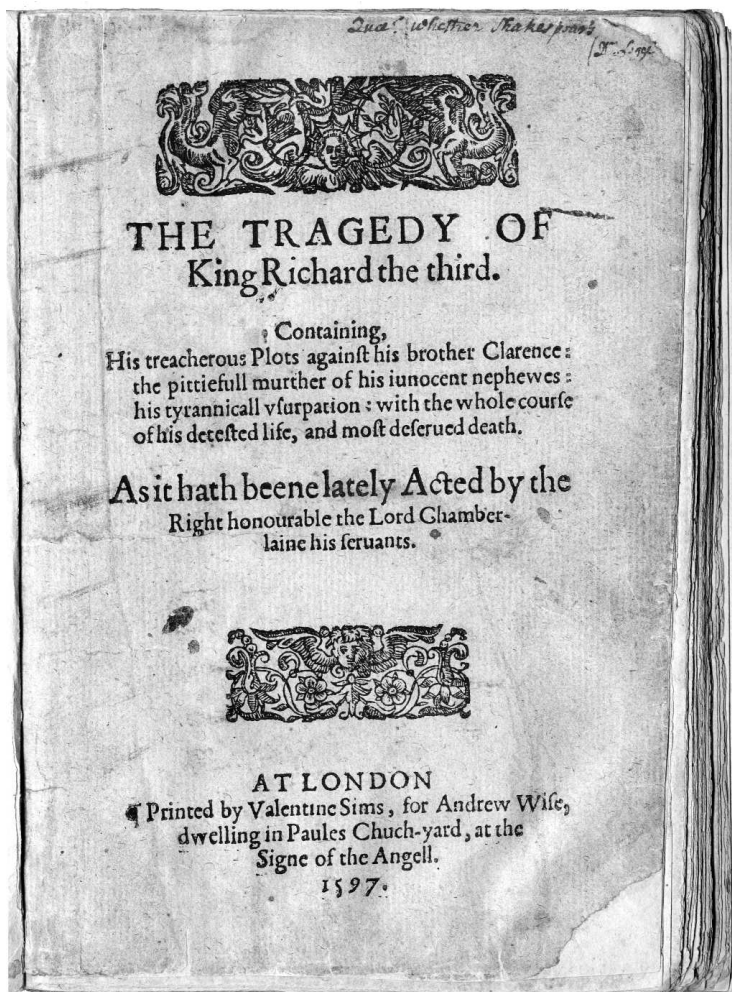 Quae: whether Shakespear's
THE TRAGEDY OF
King Richard the third.
Containing,
His treacherous Plots againſt his brother Clarence:
the pittiefull murther of his iunocent nephewes:
his tyrannicall vſurpation: with the whole courſe
of his deteſted life, and moſt deſerued death.
As it hath beene lately Acted by the
Right honourable the Lord Chamber-
laine his ſeruants.
AT LONDON
¶ Printed by Valentine Sims, for Andrew Wiſe,
dwelling in Paules Chuch-yard, at the
Signe of the Angell.
1597.